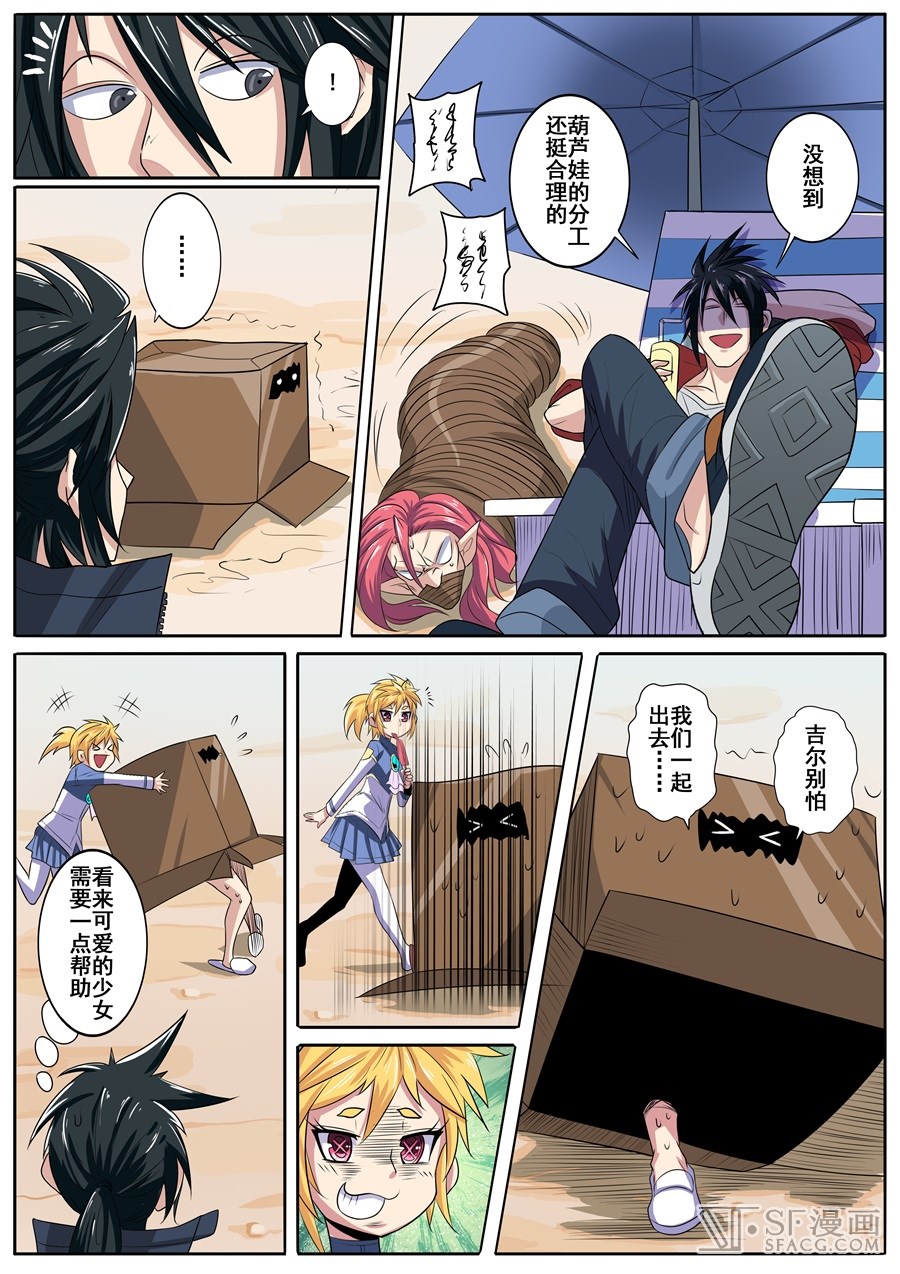 没想到
葫芦娃的分工
还挺合理的
！
……
吉尔别怕
我们一起
出去……
看来可爱的少女
需要一点帮助
SF漫画
SFACG.COM